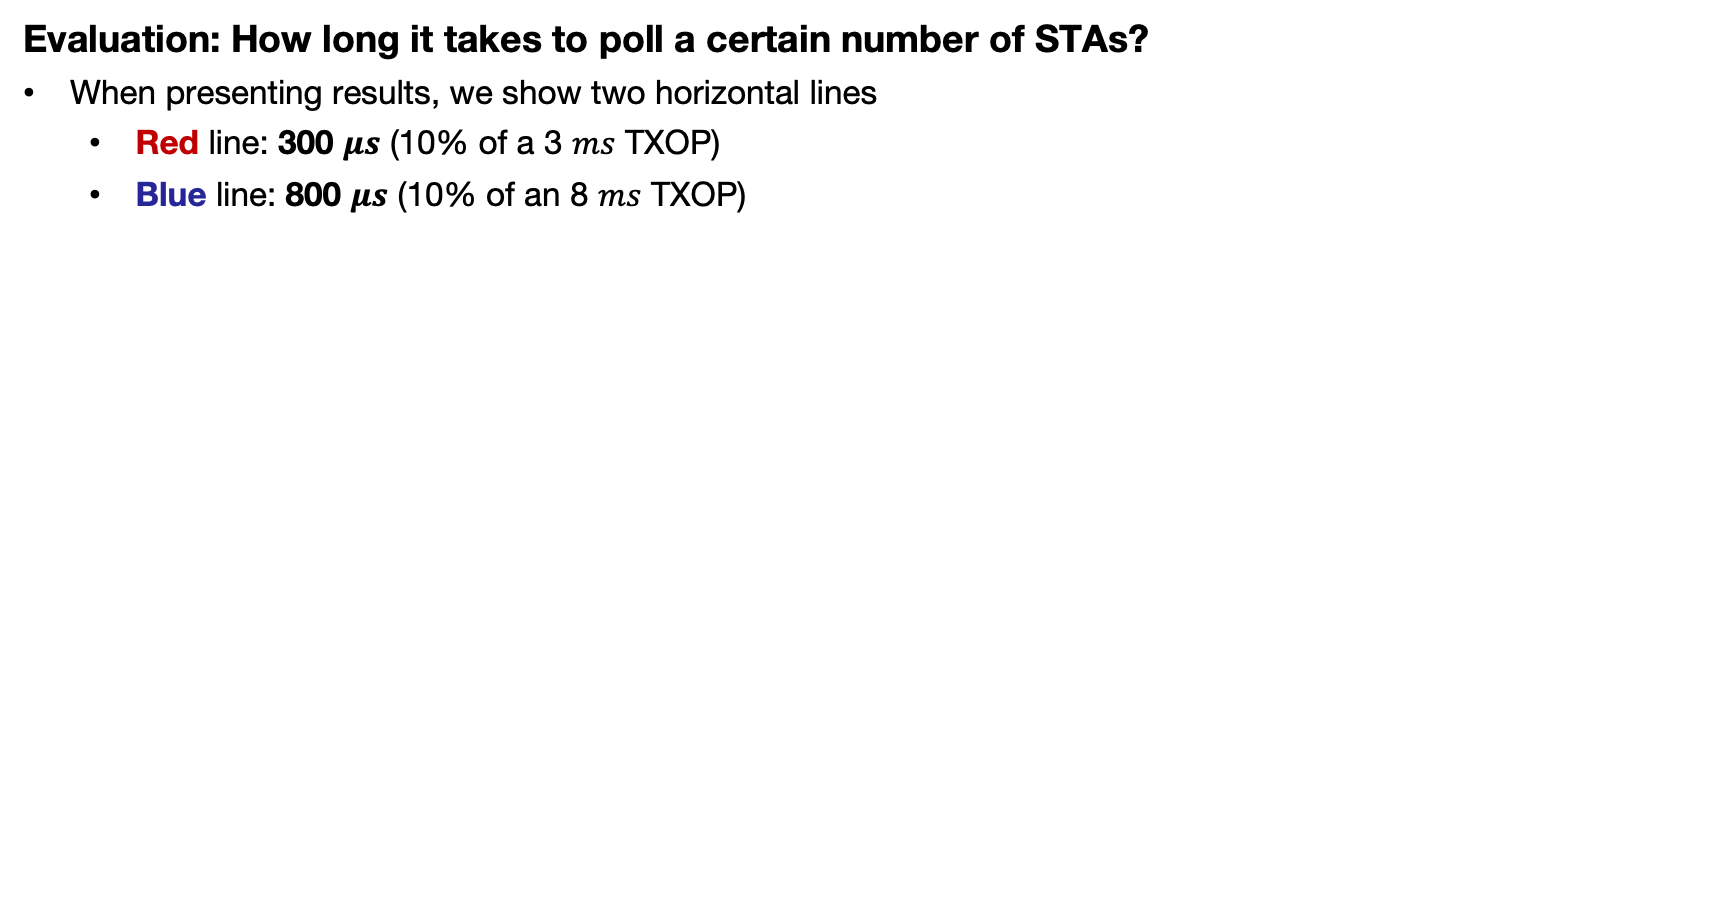 Evaluation: How long it takes to poll a certain number of STAs?
• When presenting results, we show two horizontal lines
• Red line: 300 μs (10% of a 3 ms TXOP)
• Blue line: 800 μs (10% of an 8 ms TXOP)